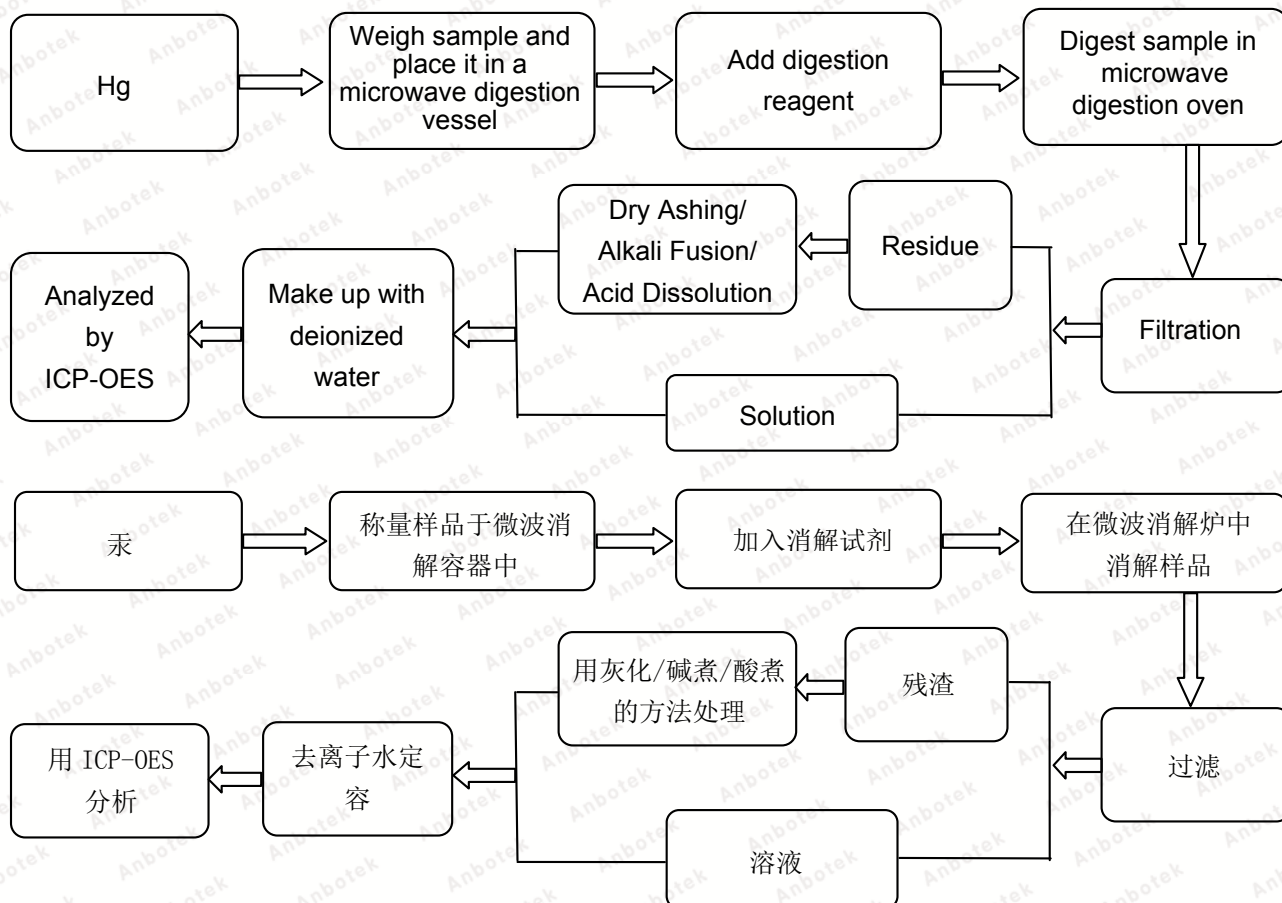 Hg
Weigh sample and
place it in a
microwave digestion
vessel
Add digestion
reagent
Digest sample in
microwave
digestion oven
Filtration
Residue
Dry Ashing/
Alkali Fusion/
Acid Dissolution
Solution
Make up with
deionized
water
Analyzed
by
ICP-OES
汞
称量样品于微波消
解容器中
加入消解试剂
在微波消解炉中
消解样品
过滤
残渣
用灰化/碱煮/酸煮
的方法处理
溶液
去离子水定
容
用 ICP-OES
分析
Anbotek